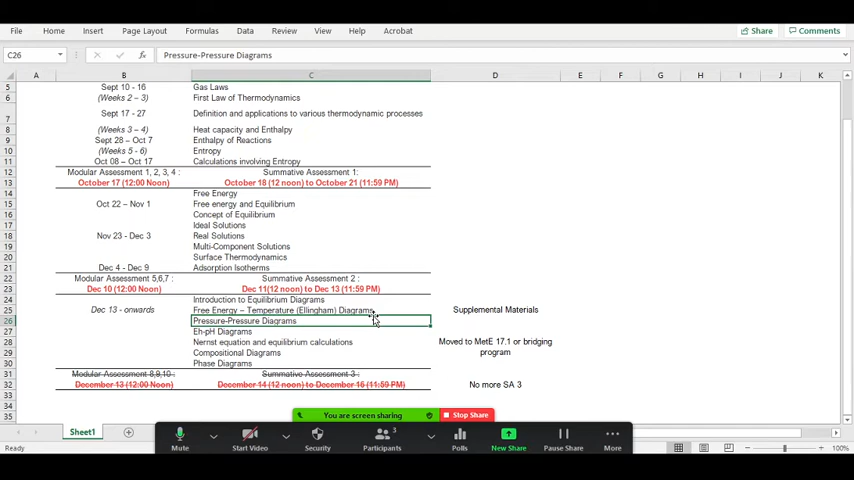 File Home Insert Page Layout Formulas Data Review View Help Acrobat Share Comments
C26 fx Pressure-Pressure Diagrams
A B C D E F G H I J K
5 Sept 10 - 16 Gas Laws
6 (Weeks 2 – 3) First Law of Thermodynamics
7 Sept 17 - 27 Definition and applications to various thermodynamic processes
8 (Weeks 3 – 4) Heat capacity and Enthalpy
9 Sept 28 – Oct 7 Enthalpy of Reactions
10 (Weeks 5 - 6) Entropy
11 Oct 08 – Oct 17 Calculations involving Entropy
12 Modular Assessment 1, 2, 3, 4 : Summative Assessment 1:
13 October 17 (12:00 Noon) October 18 (12 noon) to October 21 (11:59 PM)
14 Free Energy
15 Oct 22 – Nov 1 Free energy and Equilibrium
16 Concept of Equilibrium
17 Ideal Solutions
18 Nov 23 - Dec 3 Real Solutions
19 Multi-Component Solutions
20 Surface Thermodynamics
21 Dec 4 - Dec 9 Adsorption Isotherms
22 Modular Assessment 5,6,7 : Summative Assessment 2 :
23 Dec 10 (12:00 Noon) Dec 11(12 noon) to Dec 13 (11:59 PM)
24 Introduction to Equilibrium Diagrams
25 Dec 13 - onwards Free Energy – Temperature (Ellingham) Diagrams Supplemental Materials
26 Pressure-Pressure Diagrams
27 Eh-pH Diagrams
28 Nernst equation and equilibrium calculations Moved to MetE 17.1 or bridging
29 Compositional Diagrams program
30 Phase Diagrams
31 Modular Assessment 8,9,10 : Summative Assessment 3 :
32 December 13 (12:00 Noon) December 14 (12 noon) to December 16 (11:59 PM) No more SA 3
33
34
35
You are screen sharing Stop Share
Sheet1
Mute Start Video Security Participants 3 Polls New Share Pause Share More
Ready 100%